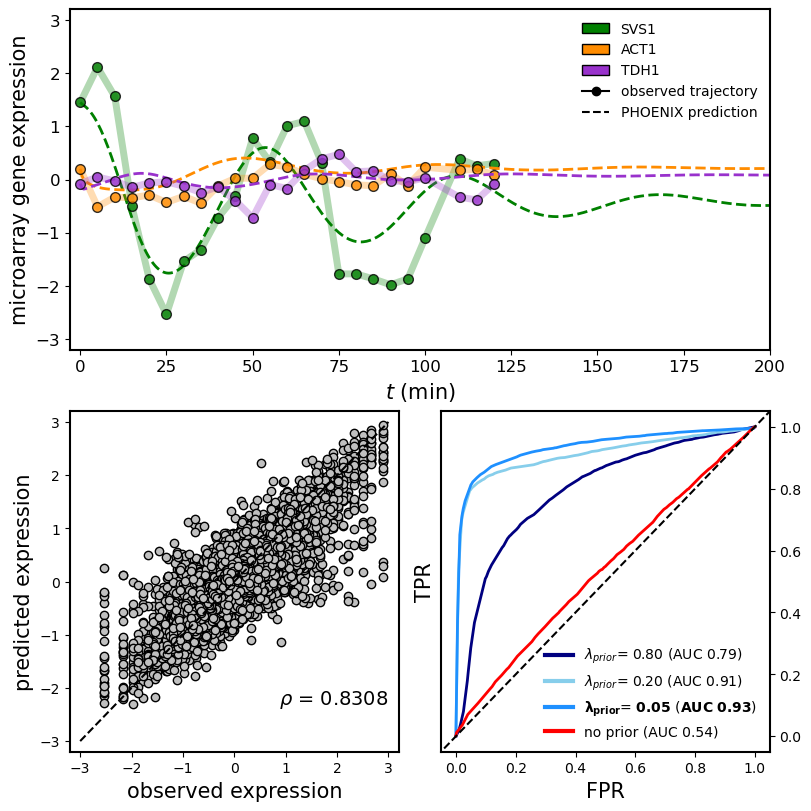 microarray gene expression
3
2
1
0
−1
−2
−3
SVS1
ACT1
TDH1
observed trajectory
PHOENIX prediction
0 25 50 75 100 125 150 175 200
t (min)
predicted expression
3
2
1
0
−1
−2
−3
ρ = 0.8308
−3 −2 −1 0 1 2 3
observed expression
TPR
1.0
0.8
0.6
0.4
0.2
0.0
λprior= 0.80 (AUC 0.79)
λprior= 0.20 (AUC 0.91)
λprior= 0.05 (AUC 0.93)
no prior (AUC 0.54)
0.0 0.2 0.4 0.6 0.8 1.0
FPR